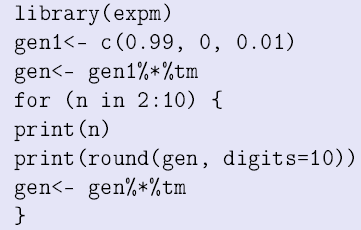 library(expm)
gen1<- c(0.99, 0, 0.01)
gen<- gen1%*%tm
for (n in 2:10) {
print(n)
print(round(gen, digits=10))
gen<- gen%*%tm
}